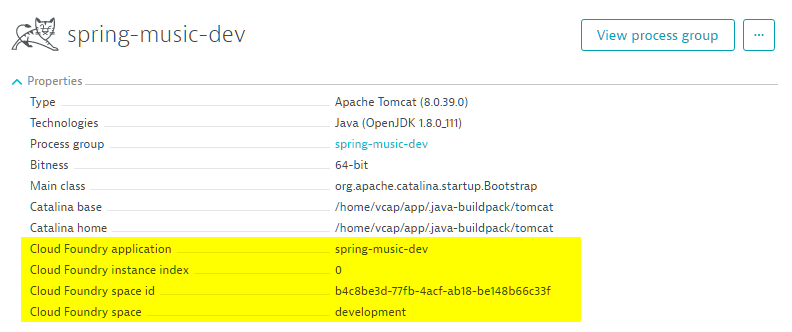 spring-music-dev
View process group
...
Properties
Type Apache Tomcat (8.0.39.0)
Technologies Java (OpenJDK 1.8.0_111)
Process group spring-music-dev
Bitness 64-bit
Main class org.apache.catalina.startup.Bootstrap
Catalina base /home/vcap/app/.java-buildpack/tomcat
Catalina home /home/vcap/app/.java-buildpack/tomcat
Cloud Foundry application spring-music-dev
Cloud Foundry instance index 0
Cloud Foundry space id b4c8be3d-77fb-4acf-ab18-be148b66c33f
Cloud Foundry space development